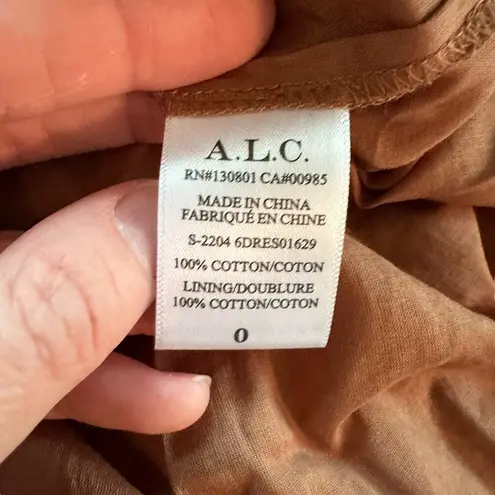 A.L.C.
RN#130801 CA#00985
MADE IN CHINA
FABRIQUÉ EN CHINE
S-2204 6DRES01629
100% COTTON/COTON
LINING/DOUBLURE
100% COTTON/COTON
0